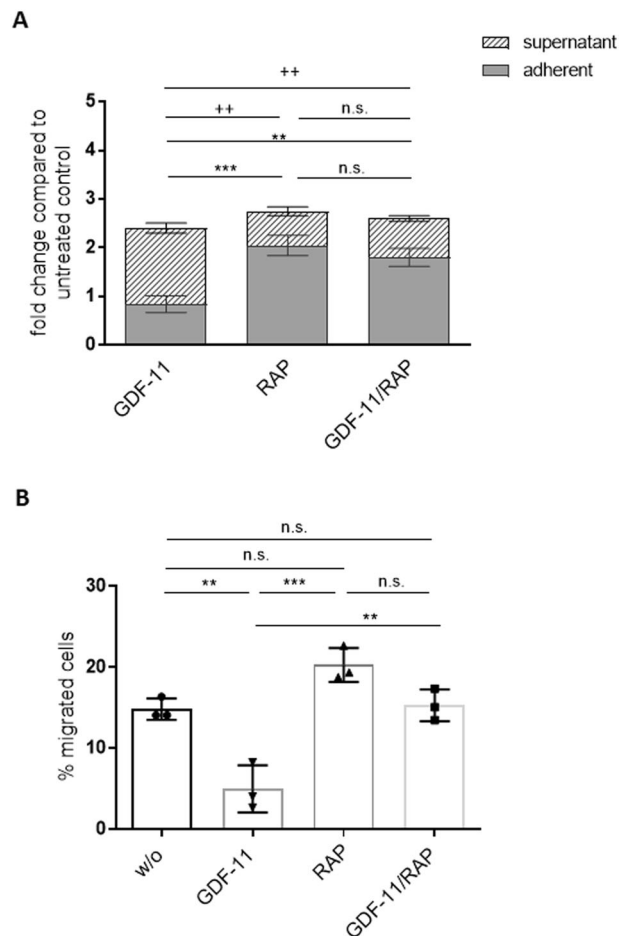 A
supernatant
adherent
++
++
n.s.
**
***
n.s.
fold change compared to
untreated control
5
4
3
2
1
0
GDF-11
RAP
GDF-11/RAP
B
n.s.
n.s.
**
***
n.s.
**
% migrated cells
30
20
10
0
w/o
GDF-11
RAP
GDF-11/RAP